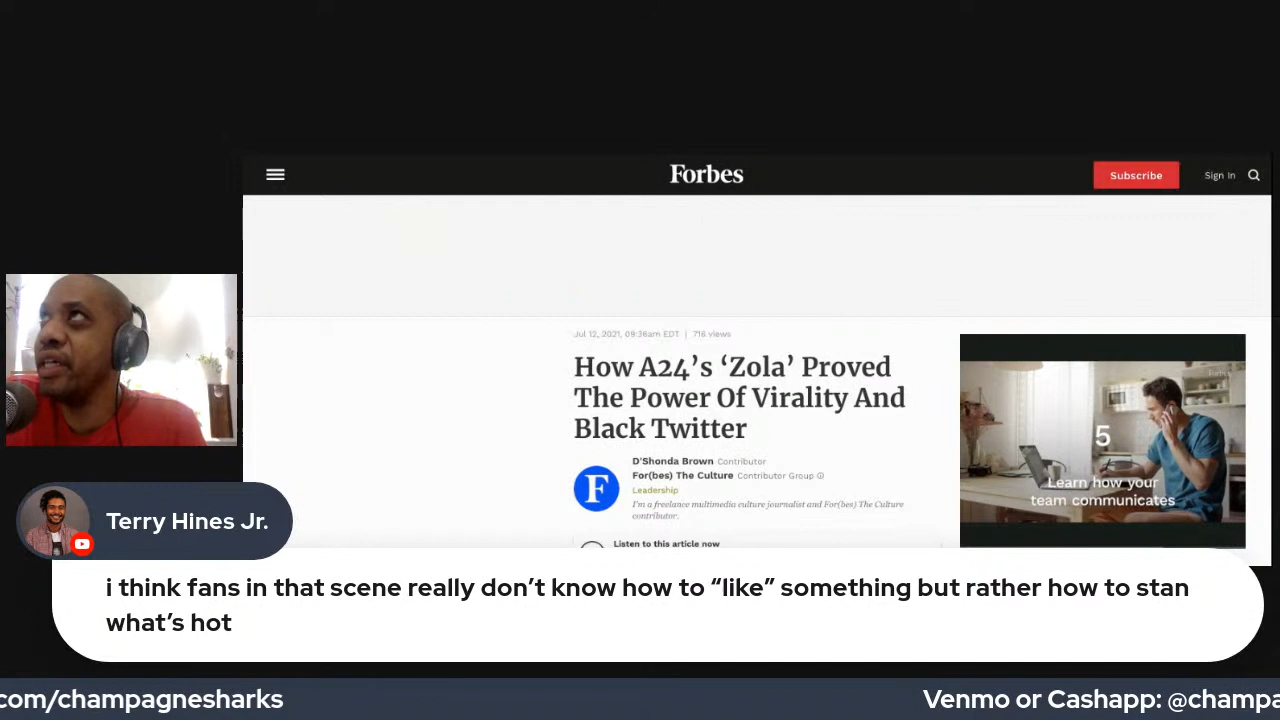 Forbes
Subscribe
Sign In
Jul 12, 2021, 09:36am EDT | 716 views
How A24’s ‘Zola’ Proved
The Power Of Virality And
Black Twitter
D'Shonda Brown Contributor
For(bes) The Culture Contributor Group
Leadership
I'm a freelance multimedia culture journalist and For(bes) The Culture
contributor.
Listen to this article now
F
Forbes
5
Learn how your
team communicates
Terry Hines Jr.
i think fans in that scene really don’t know how to “like” something but rather how to stan
what’s hot
com/champagnesharks
Venmo or Cashapp: @champa